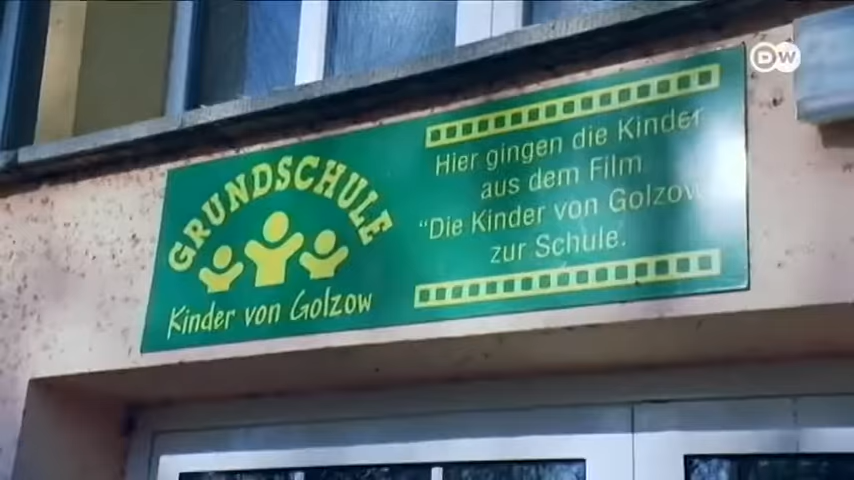 GRUNDSCHULE
Kinder von Golzow
Hier gingen die Kinder
aus dem Film
"Die Kinder von Golzow
zur Schule.
DW